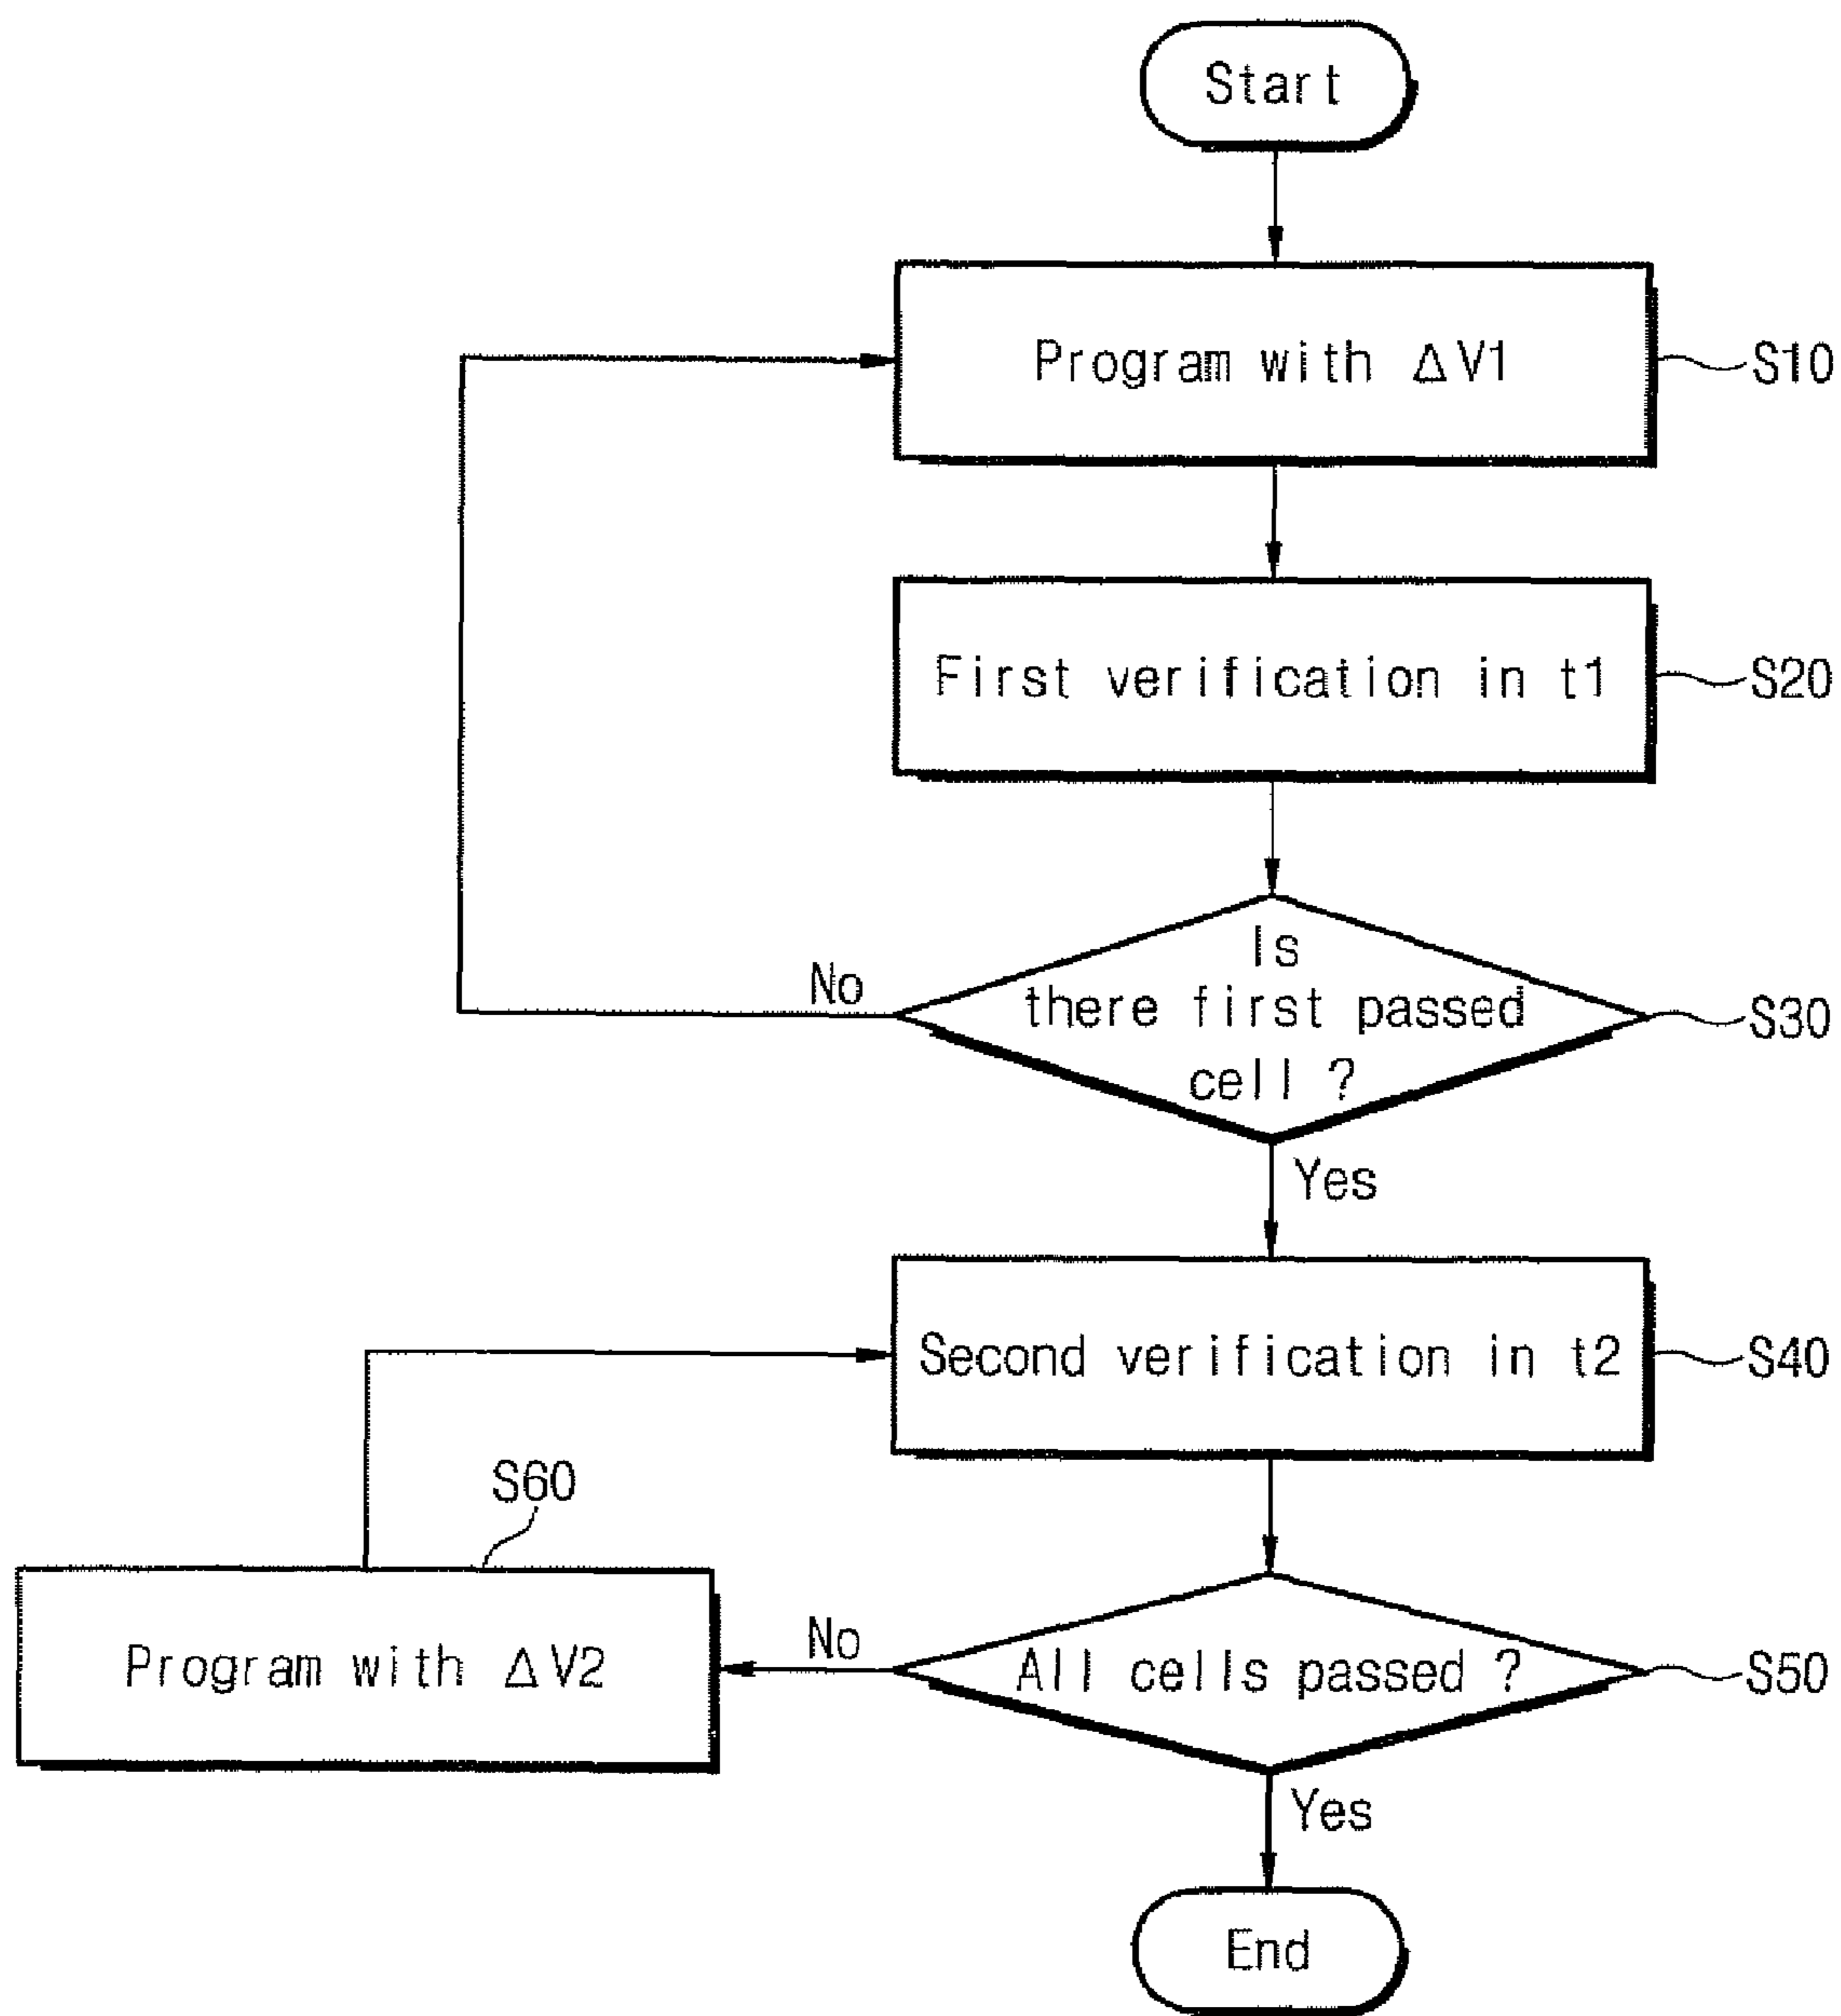 Start
Program with ΔV1
S10
First verification in t1
S20
Is
there first passed
cell ?
S30
No
Yes
Second verification in t2
S40
S60
Program with ΔV2
No
All cells passed ?
S50
Yes
End